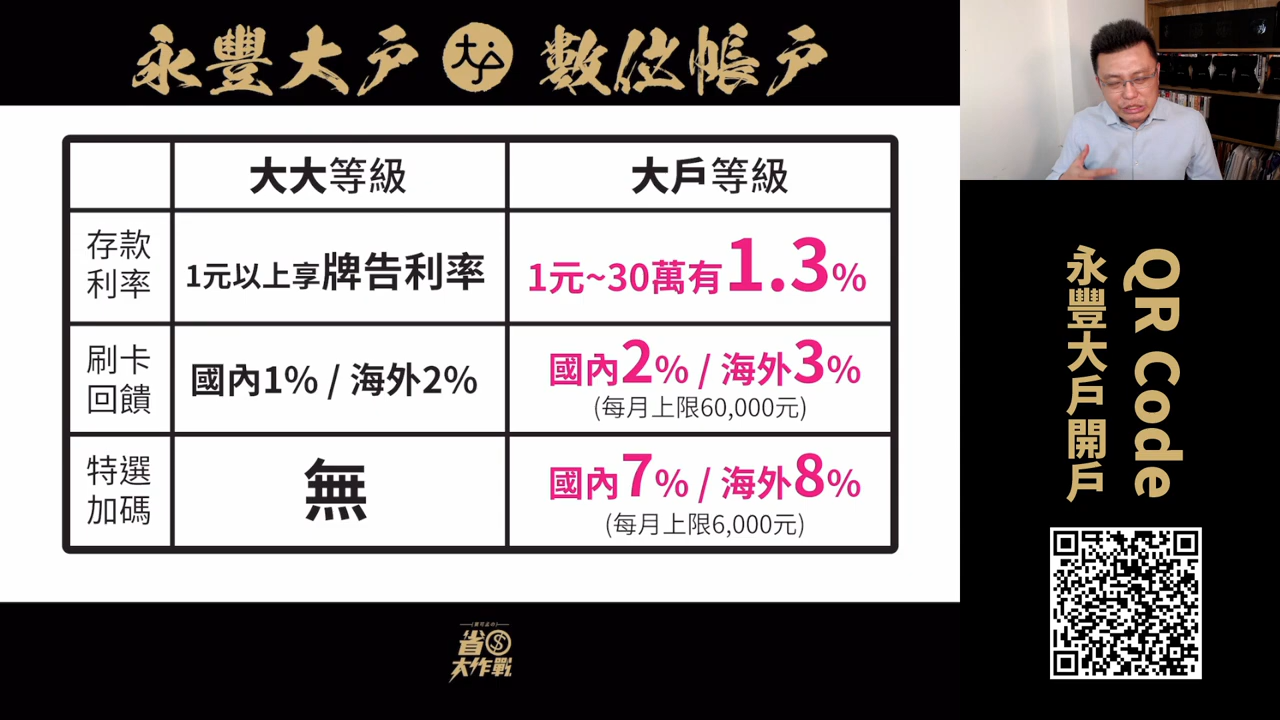 永豐大戶 大戶 數位帳戶
大大等級
大戶等級
存款
利率
1元以上享牌告利率
1元~30萬有1.3%
刷卡
回饋
國內1% / 海外2%
國內2% / 海外3%
(每月上限60,000元)
特選
加碼
無
國內7% / 海外8%
(每月上限6,000元)
省
大作戰
QR Code
永豐大戶開戶